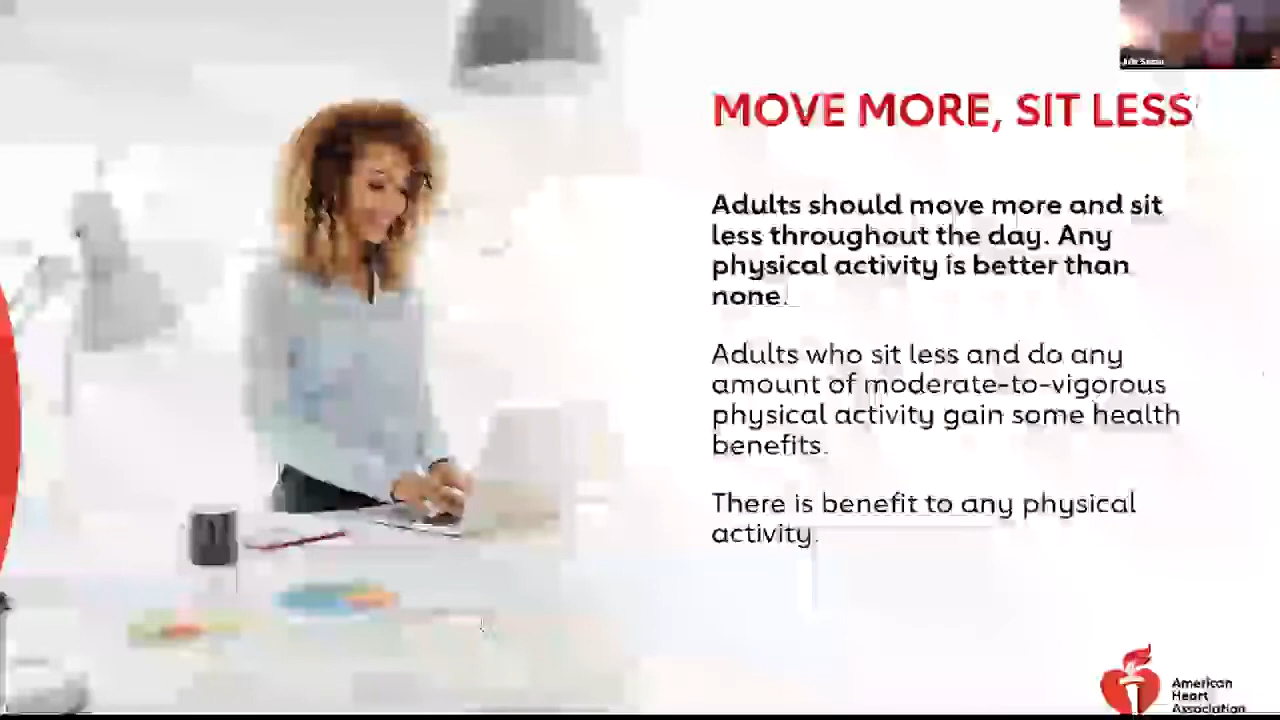 MOVE MORE, SIT LESS
Adults should move more and sit
less throughout the day. Any
physical activity is better than
none.
Adults who sit less and do any
amount of moderate-to-vigorous
physical activity gain some health
benefits.
There is benefit to any physical
activity.
American
Heart
Association